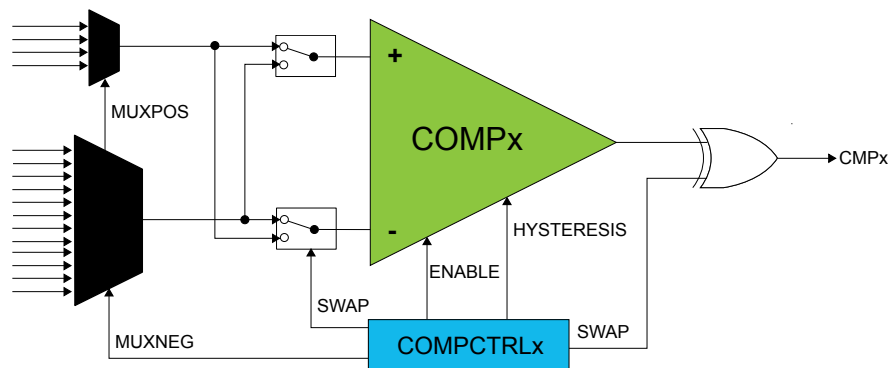 +
MUXPOS
COMPx
CMPx
-
HYSTERESIS
ENABLE
SWAP
SWAP
MUXNEG
COMPCTRLx